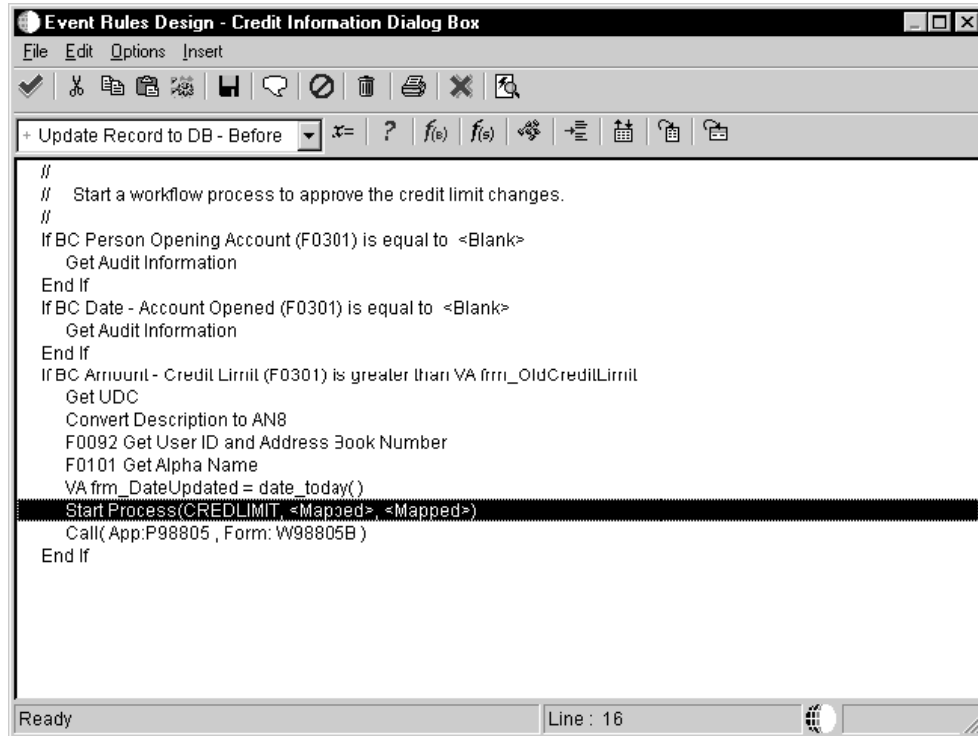 Event Rules Design - Credit Information Dialog Box
File Edit Options Insert
+ Update Record to DB - Before x= ? f(B) f(S)
//
// Start a workflow process to approve the credit limit changes.
//
If BC Person Opening Account (F0301) is equal to <Blank>
Get Audit Information
End If
If BC Date - Account Opened (F0301) is equal to <Blank>
Get Audit Information
End If
If BC Amount - Credit Limit (F0301) is greater than VA frm_OldCreditLimit
Get UDC
Convert Description to AN8
F0092 Get User ID and Address Book Number
F0101 Get Alpha Name
VA frm_DateUpdated = date_today()
Start Process(CREDLIMIT, <Mapped>, <Mapped>)
Call( App:P98805 , Form: W98805B )
End If
Ready Line : 16